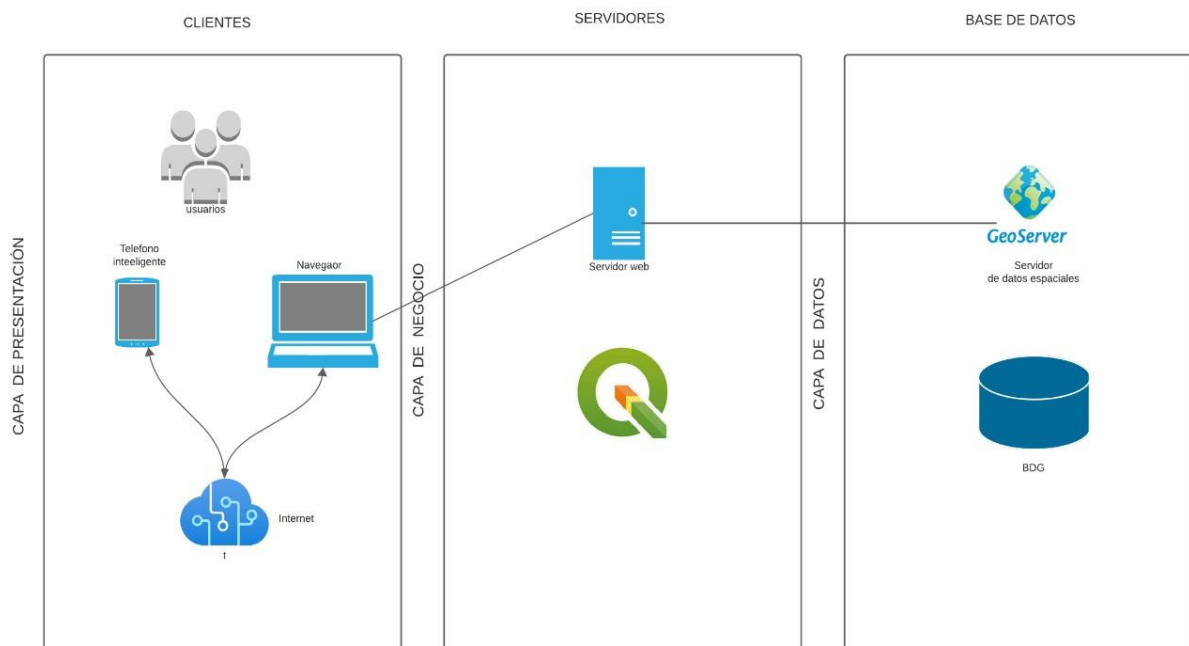 CLIENTES
SERVIDORES
BASE DE DATOS
CAPA DE PRESENTACIÓN
usuarios
Telefono
inteeligente
Navegaor
Internet
t
CAPA DE NEGOCIO
Servidor web
CAPA DE DATOS
GeoServer
Servidor
de datos espaciales
BDG